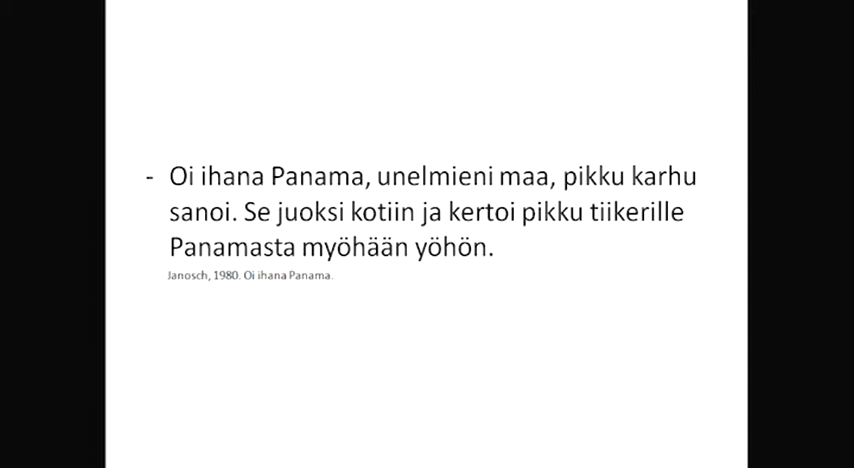 - Oi ihana Panama, unelmieni maa, pikku karhu
sanoi. Se juoksi kotiin ja kertoi pikku tiikerille
Panamasta myöhään yöhön.
Janosch, 1980. Oi ihana Panama.